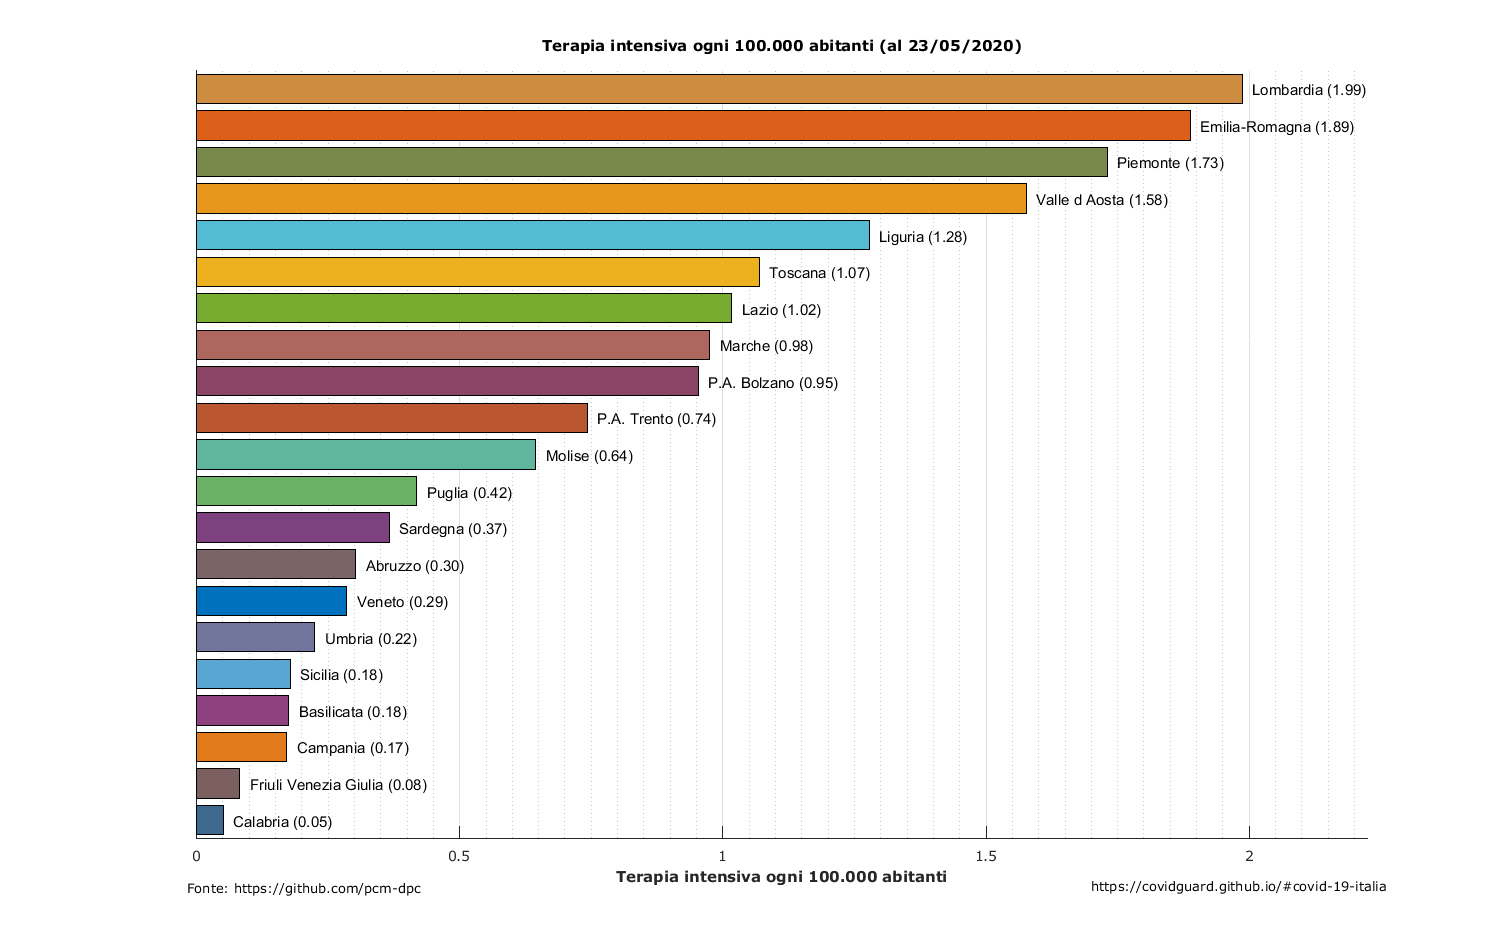 Terapia intensiva ogni 100.000 abitanti (al 23/05/2020)
Lombardia (1.99)
Emilia-Romagna (1.89)
Piemonte (1.73)
Valle d Aosta (1.58)
Liguria (1.28)
Toscana (1.07)
Lazio (1.02)
Marche (0.98)
P.A. Bolzano (0.95)
P.A. Trento (0.74)
Molise (0.64)
Puglia (0.42)
Sardegna (0.37)
Abruzzo (0.30)
Veneto (0.29)
Umbria (0.22)
Sicilia (0.18)
Basilicata (0.18)
Campania (0.17)
Friuli Venezia Giulia (0.08)
Calabria (0.05)
0 0.5 1 1.5 2
Terapia intensiva ogni 100.000 abitanti
Fonte: https://github.com/pcm-dpc
https://covidguard.github.io/#covid-19-italia